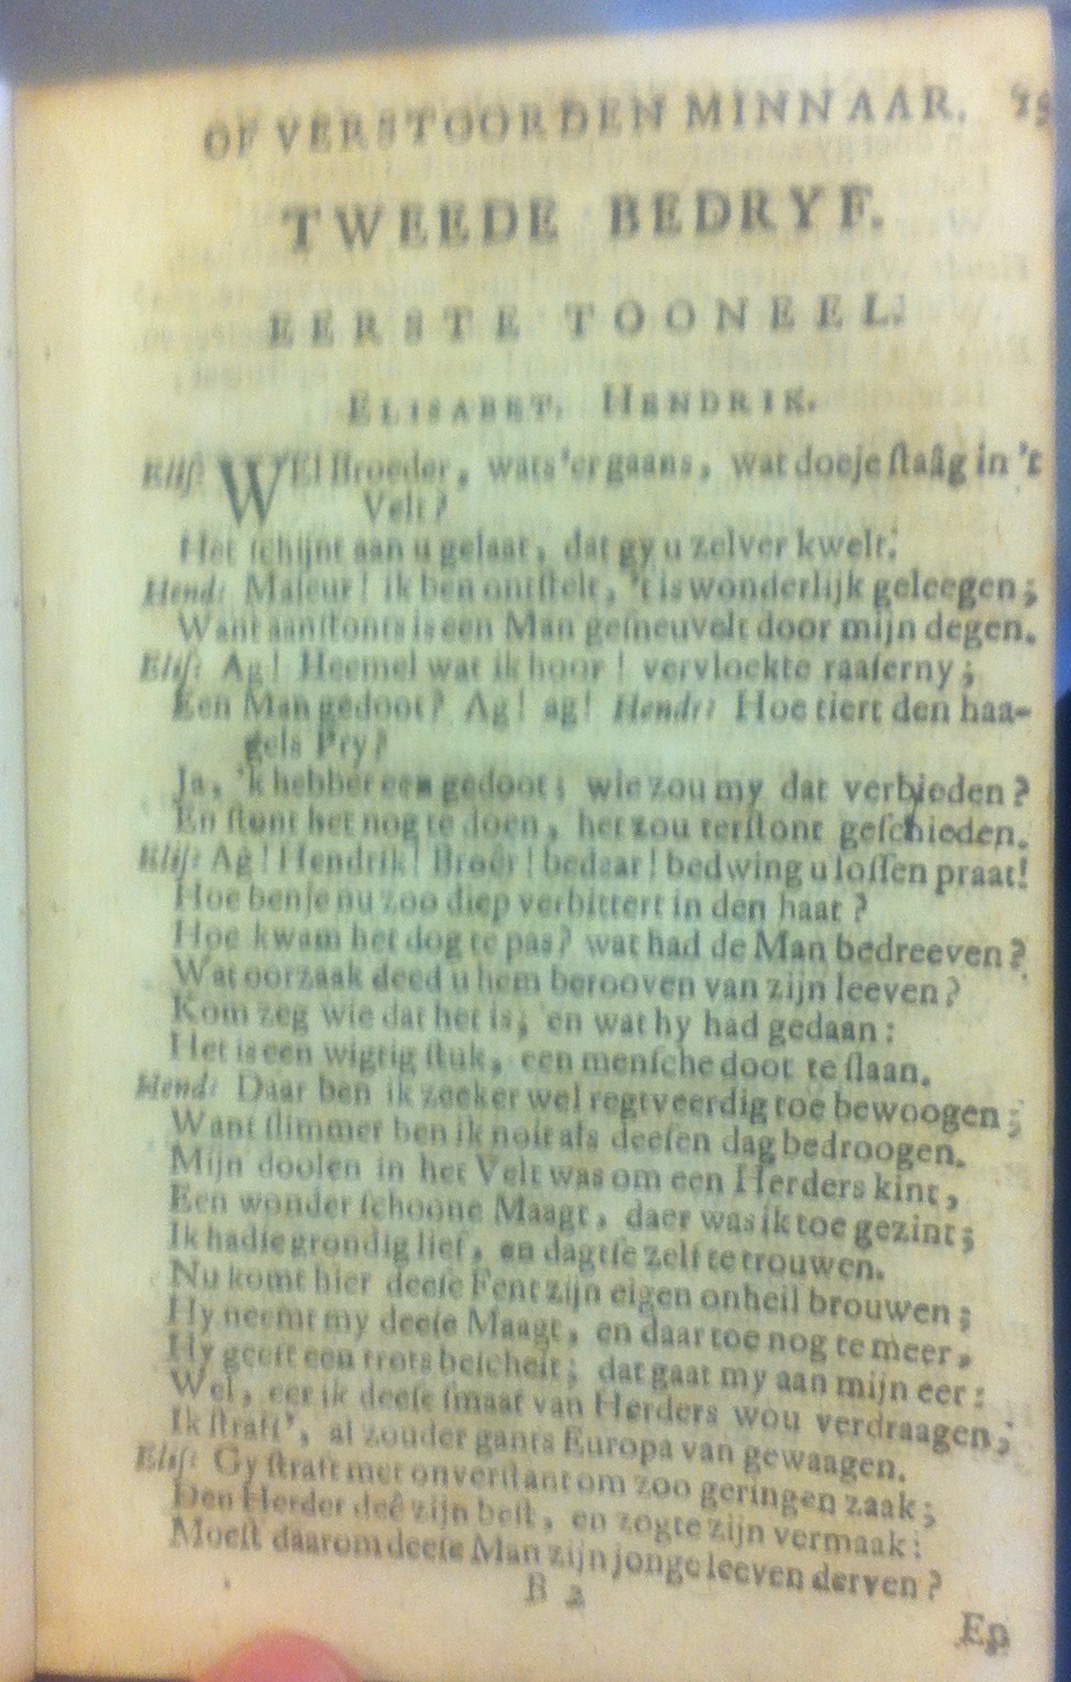 OF VERSTOORDEN MINNAAR.
TWEEDE BEDRYF.
EERSTE TOONEEL.
ELISABET. HENDRIK.
Eliſ: WEl Broeder, wats 'er gaans, wat doeje ſtaâg in 't
Velt?
Het ſchijnt aan u gelaat, dat gy u zelver kwelt.
Hend: Maleur! ik ben ontſtelt, 't is wonderlijk geleegen;
Want aanſtonts is een Man geſneuvelt door mijn degen.
Eliſ: Ag! Heemel wat ik hoor! vervloekte raaſerny;
Een Man gedoot? Ag! ag! Hendr: Hoe tiert den haa-
gels Pry?
Ja, 'k hebber een gedoot; wie zou my dat verbieden?
En ſtont het nog te doen, het zou terſtont geſchieden.
Eliſ: Ag! Hendrik! Broêr! bedaar! bedwing u loſſen praat!
Hoe benje nu zoo diep verbittert in den haat?
Hoe kwam het dog te pas? wat had de Man bedreeven?
Wat oorzaak deed u hem berooven van zijn leeven?
Kom zeg wie dat het is, en wat hy had gedaan:
Het is een wigtig ſtuk, een menſche doot te ſlaan.
Hend: Daar ben ik zeeker wel regtveerdig toe bewoogen;
Want ſlimmer ben ik noit als deeſen dag bedroogen.
Mijn doolen in het Velt was om een Herders kint,
Een wonder ſchoone Maagt, daer was ik toe gezint;
Ik hadſe grondig lief, en dagtſe zelf te trouwen.
Nu komt hier deeſe Fent zijn eigen onheil brouwen;
Hy neemt my deeſe Maagt, en daar toe nog te meer,
Hy geeft een trots beſcheit; dat gaat my aan mijn eer:
Wel, eer ik deeſe ſmaat van Herders wou verdraagen,
Ik ſtraft', al zouder gants Europa van gewaagen.
Eliſ: Gy ſtraft met onverſtant om zoo geringen zaak;
Den Herder deê zijn beſt, en zogte zijn vermaak:
Moeſt daarom deeſe Man zijn jonge leeven derven?
B 2
En